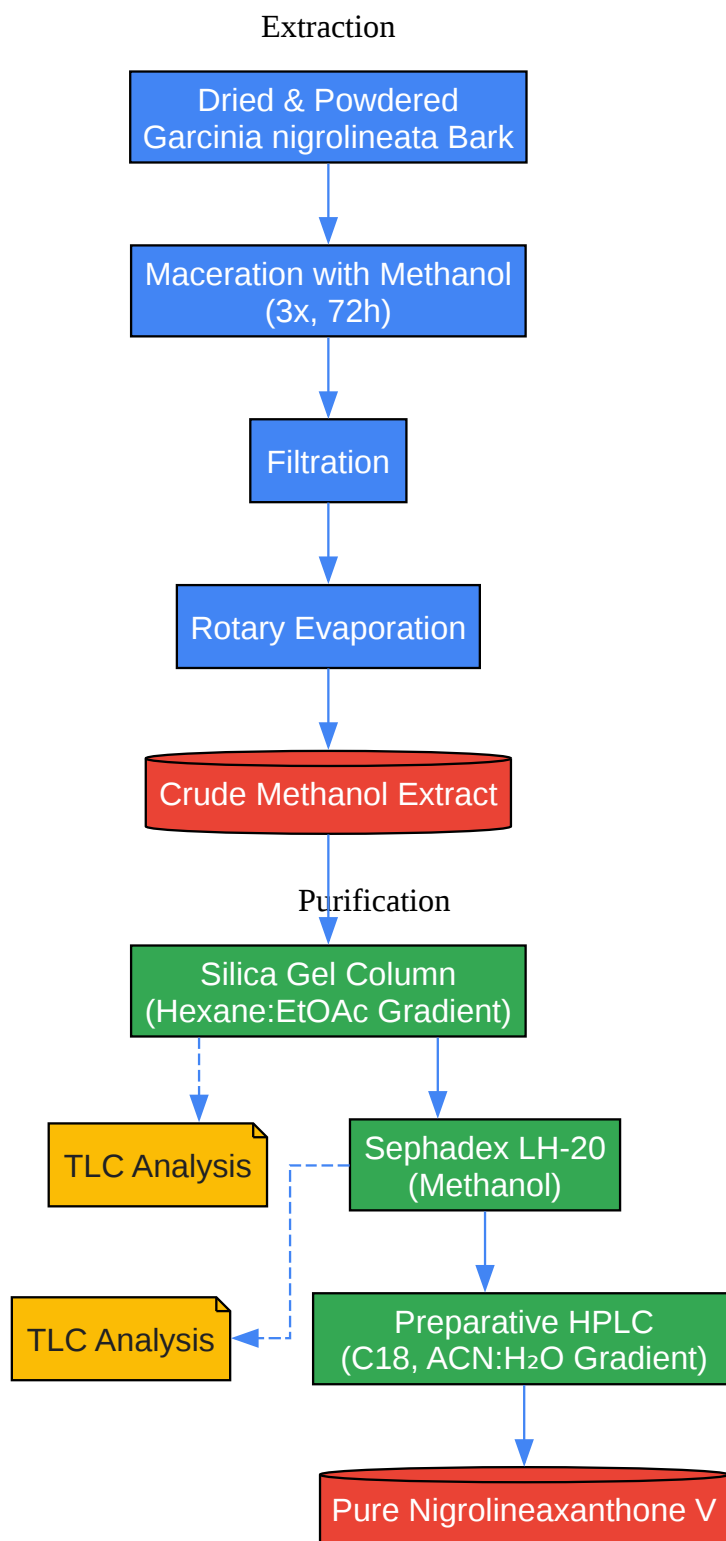 Extraction
Dried & Powdered
Garcinia nigrolineata Bark
Maceration with Methanol
(3x, 72h)
Filtration
Rotary Evaporation
Crude Methanol Extract
Purification
Silica Gel Column
(Hexane:EtOAc Gradient)
TLC Analysis
Sephadex LH-20
(Methanol)
TLC Analysis
Preparative HPLC
(C18, ACN:H₂O Gradient)
Pure Nigrolineaxanthone V